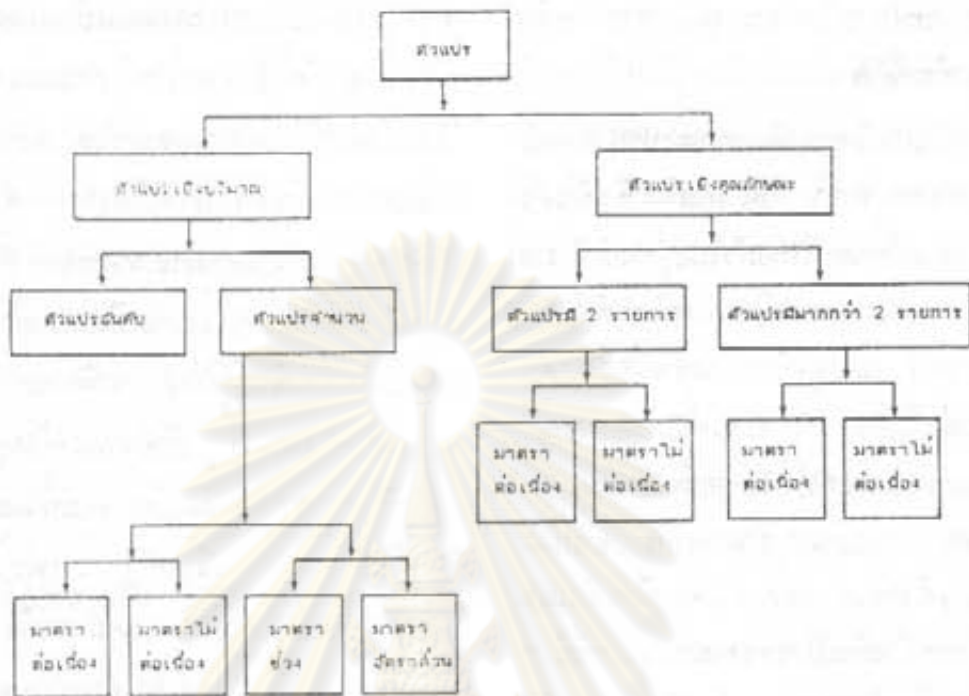 ตัวแปร
ตัวแปรเชิงปริมาณ
ตัวแปรเชิงคุณลักษณะ
ตัวแปรอันดับ
ตัวแปรจำนวน
ตัวแปรมี 2 รายการ
ตัวแปรมีมากกว่า 2 รายการ
มาตรา
ต่อเนื่อง
มาตราไม่
ต่อเนื่อง
มาตรา
ต่อเนื่อง
มาตราไม่
ต่อเนื่อง
มาตรา
ต่อเนื่อง
มาตราไม่
ต่อเนื่อง
มาตรา
ช่วง
มาตรา
อัตราส่วน